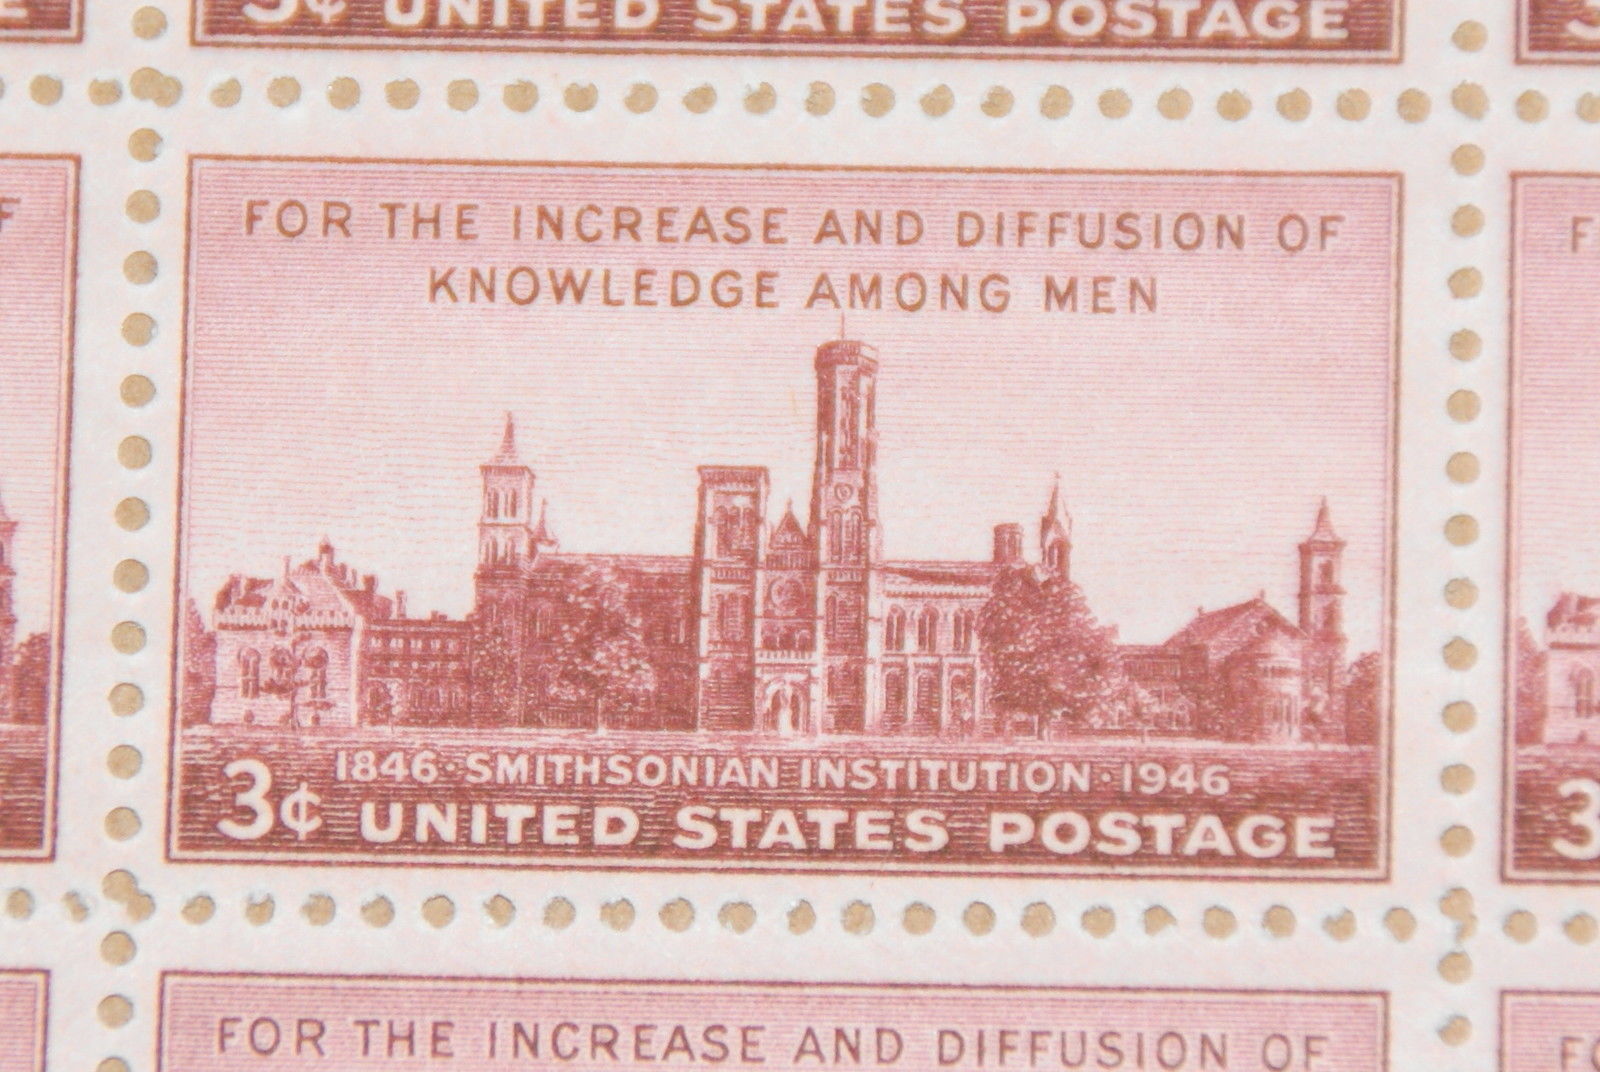 3¢ UNITED STATES POSTAGE
FOR THE INCREASE AND DIFFUSION OF
KNOWLEDGE AMONG MEN
1846·SMITHSONIAN INSTITUTION·1946
3¢ UNITED STATES POSTAGE
FOR THE INCREASE AND DIFFUSION OF